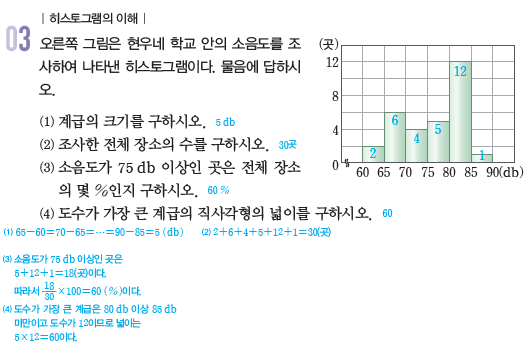 | 히스토그램의 이해 |
03 오른쪽 그림은 현우네 학교 안의 소음도를 조
사하여 나타낸 히스토그램이다. 물음에 답하시
오.
(1) 계급의 크기를 구하시오. 5 db
(2) 조사한 전체 장소의 수를 구하시오. 30곳
(3) 소음도가 75 db 이상인 곳은 전체 장소
의 몇 %인지 구하시오. 60 %
(4) 도수가 가장 큰 계급의 직사각형의 넓이를 구하시오. 60
(곳)
12
8
4
0
2
6
4
5
12
1
60 65 70 75 80 85 90(db)
(1) 65-60=70-65=…=90-85=5 (db) (2) 2+6+4+5+12+1=30(곳)
(3) 소음도가 75 db 이상인 곳은
5+12+1=18(곳)이다.
따라서 18/30×100=60 (%)이다.
(4) 도수가 가장 큰 계급은 80 db 이상 85 db
미만이고 도수가 12이므로 넓이는
5×12=60이다.